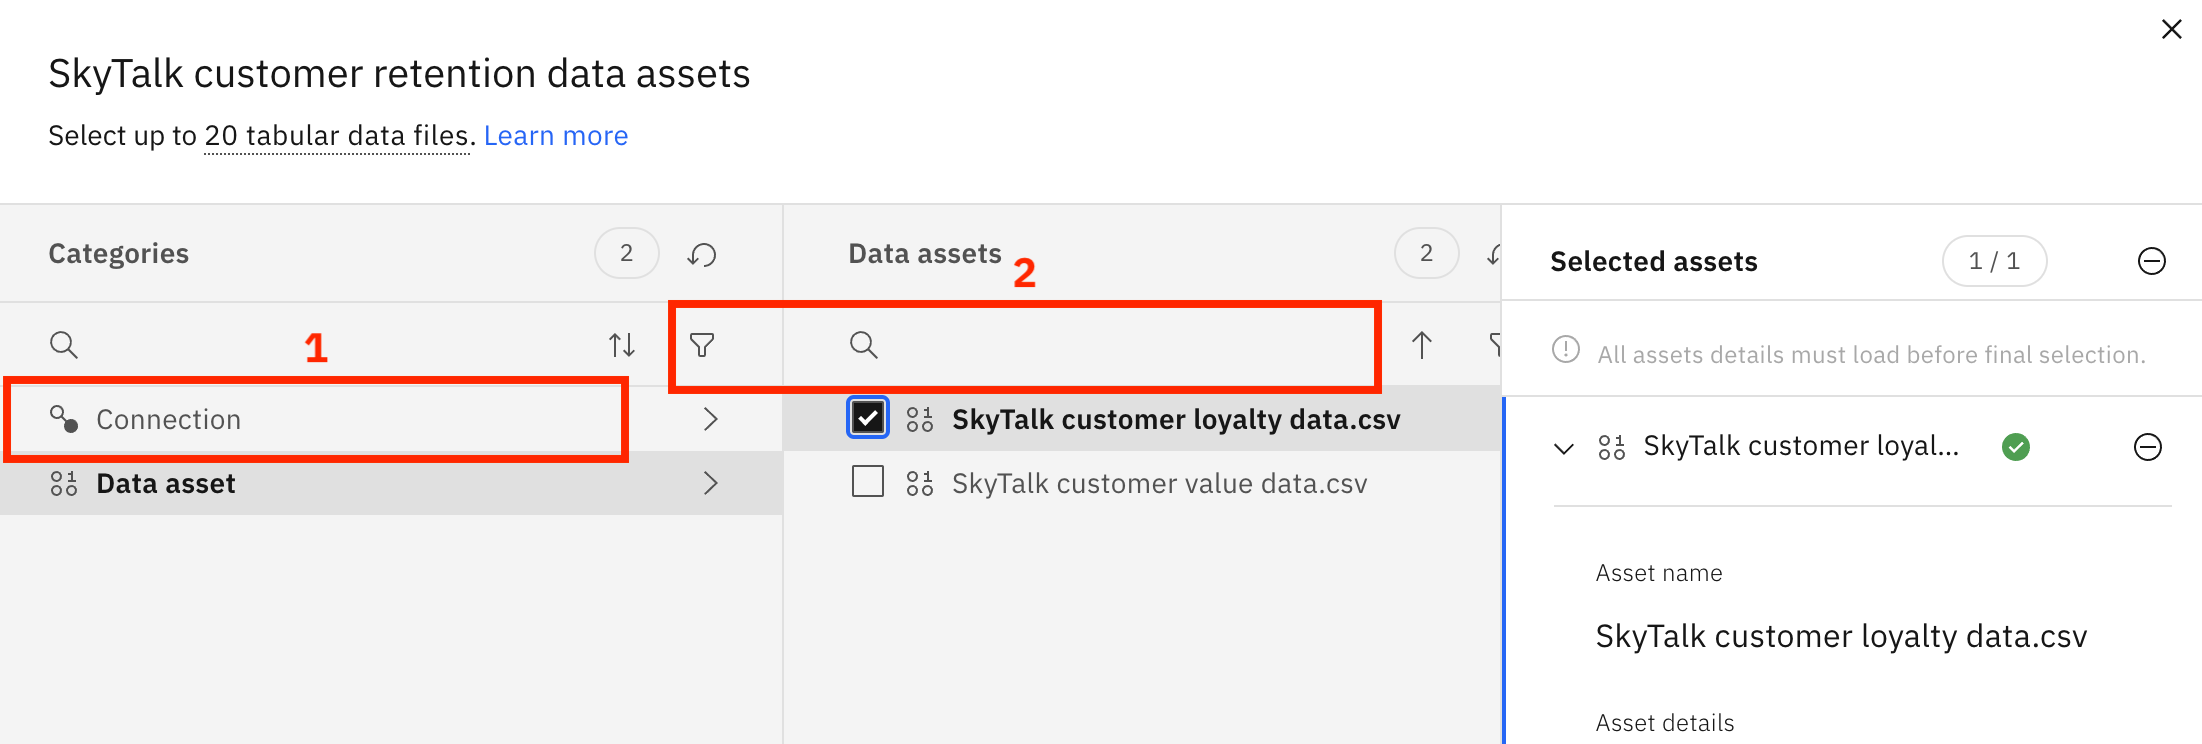 SkyTalk customer retention data assets
Select up to 20 tabular data files. Learn more
Categories
2
1
Connection
Data asset
Data assets
2
2
SkyTalk customer loyalty data.csv
SkyTalk customer value data.csv
Selected assets
1 / 1
All assets details must load before final selection.
SkyTalk customer loyal...
Asset name
SkyTalk customer loyalty data.csv
Asset details